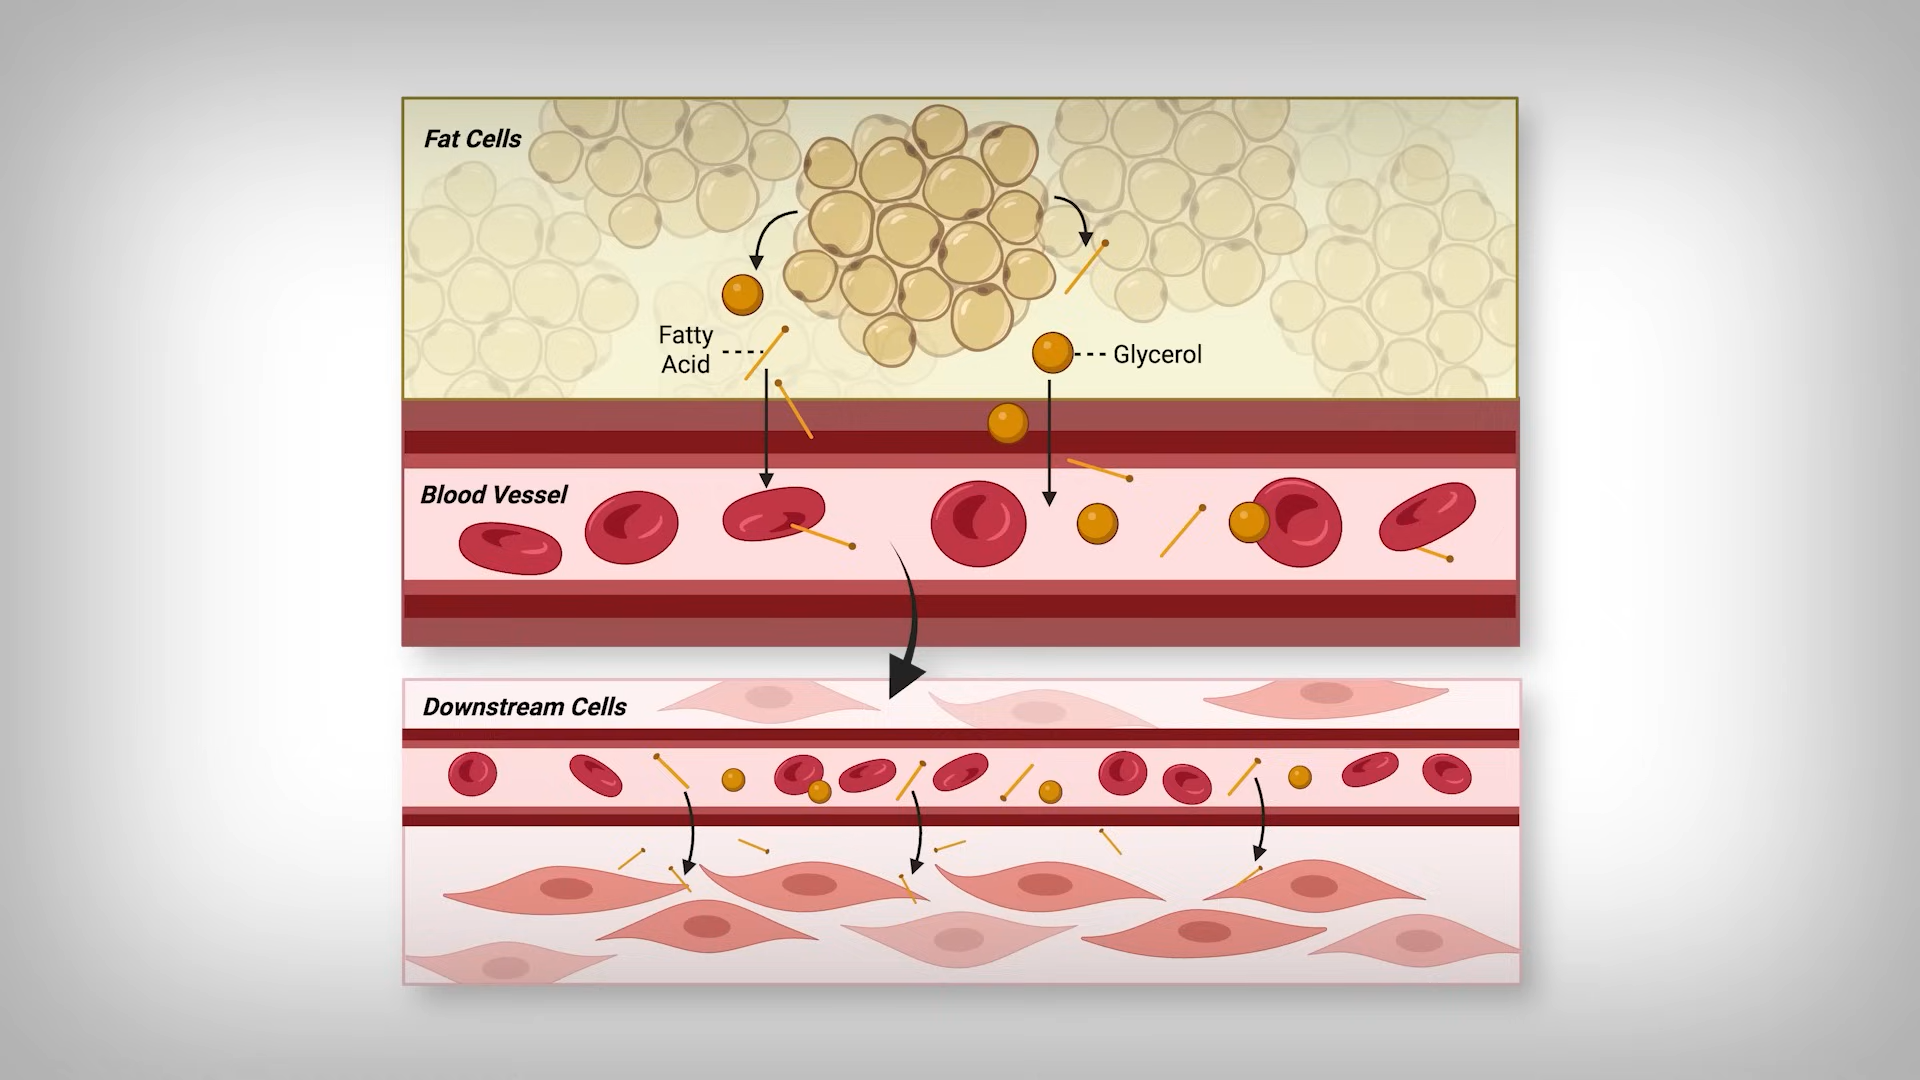 Fat Cells
Fatty
Acid
Glycerol
Blood Vessel
Downstream Cells